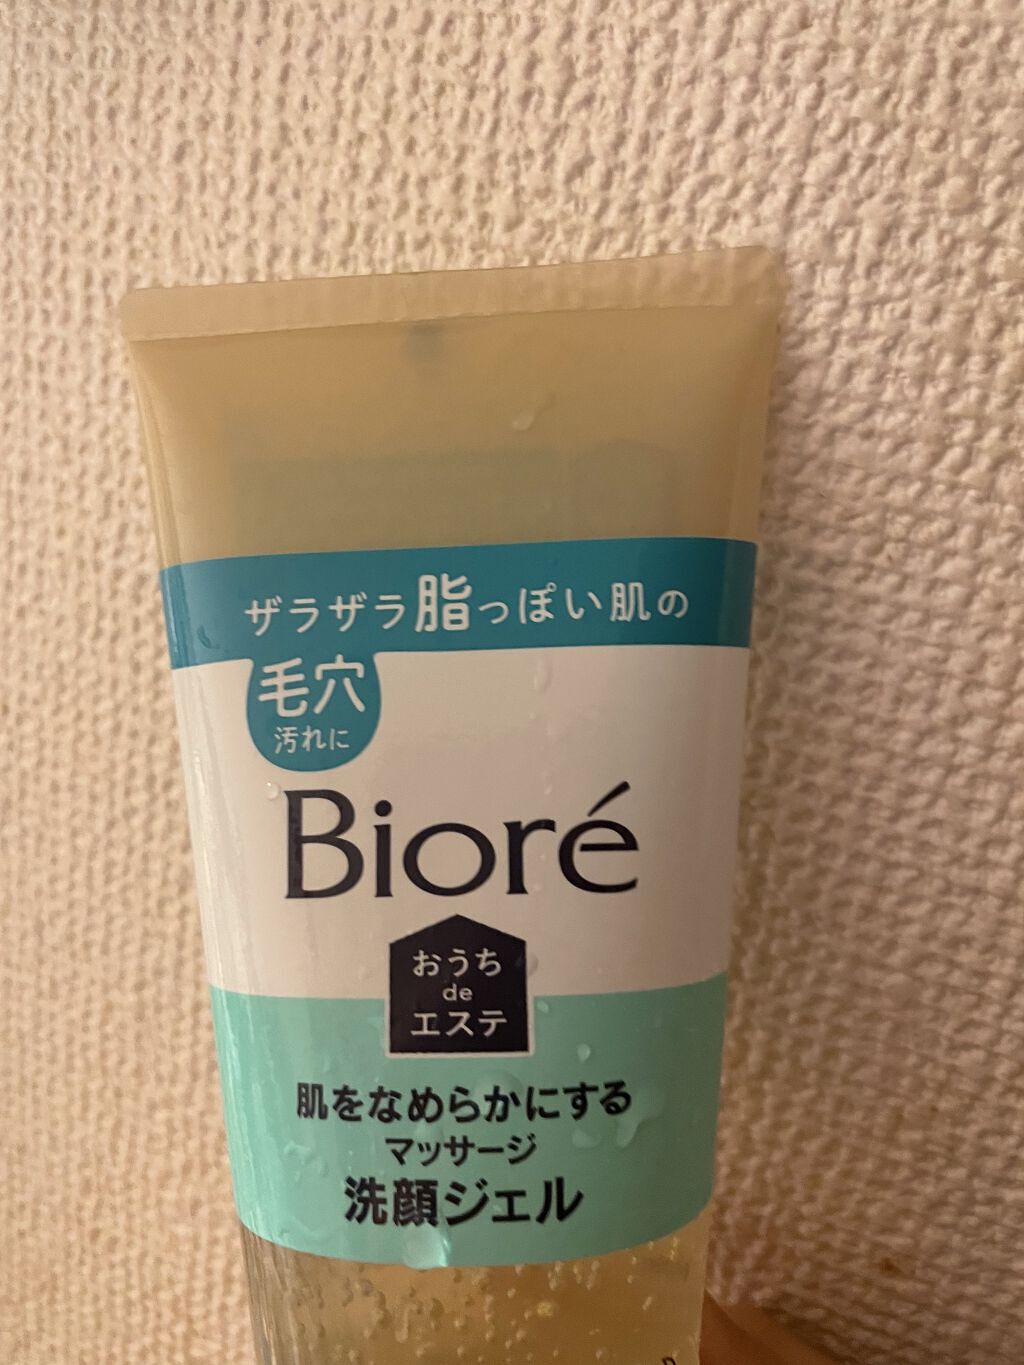 ザラザラ脂っぽい肌の
毛穴
汚れに
Bioré
おうち
de
エステ
肌をなめらかにする
マッサージ
洗顔ジェル